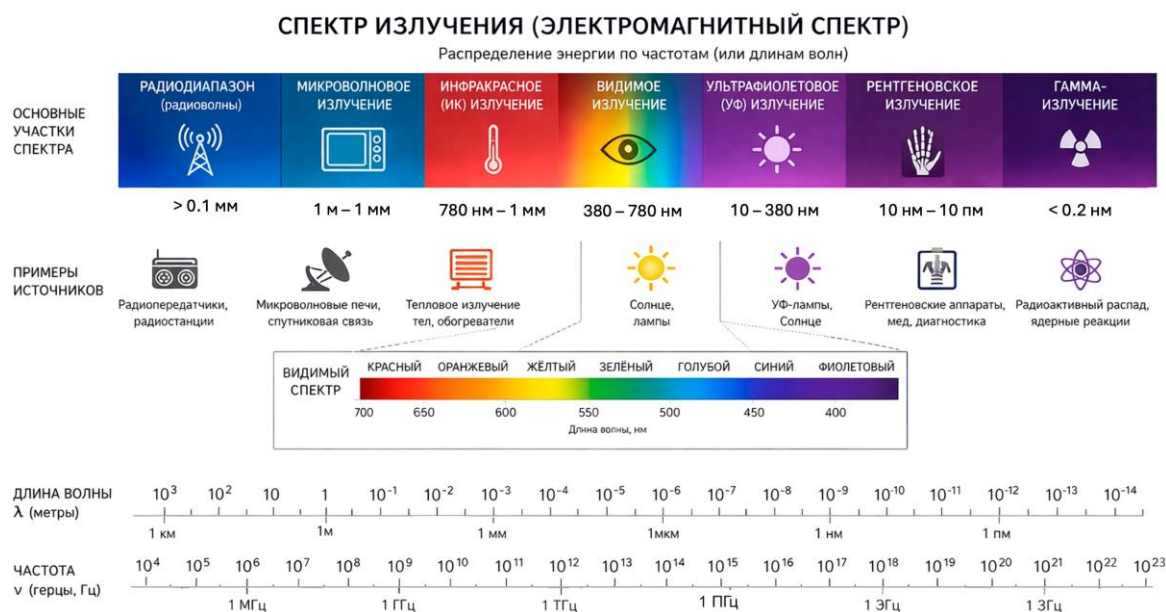 СПЕКТР ИЗЛУЧЕНИЯ (ЭЛЕКТРОМАГНИТНЫЙ СПЕКТР)
Распределение энергии по частотам (или длинам волн)
ОСНОВНЫЕ
УЧАСТКИ
СПЕКТРА
РАДИОДИАПАЗОН
(радиоволны)
МИКРОВОЛНОВОЕ
ИЗЛУЧЕНИЕ
ИНФРАКРАСНОЕ
(ИК) ИЗЛУЧЕНИЕ
ВИДИМОЕ
ИЗЛУЧЕНИЕ
УЛЬТРАФИОЛЕТОВОЕ
(УФ) ИЗЛУЧЕНИЕ
РЕНТГЕНОВСКОЕ
ИЗЛУЧЕНИЕ
ГАММА-
ИЗЛУЧЕНИЕ
> 0.1 мм
1 м – 1 мм
780 нм – 1 мм
380 – 780 нм
10 – 380 нм
10 нм – 10 пм
< 0.2 нм
ПРИМЕРЫ
ИСТОЧНИКОВ
Радиопередатчики,
радиостанции
Микроволновые печи,
спутниковая связь
Тепловое излучение
тел, обогреватели
Солнце,
лампы
УФ-лампы,
Солнце
Рентгеновские аппараты,
мед, диагностика
Радиоактивный распад,
ядерные реакции
ВИДИМЫЙ
СПЕКТР
КРАСНЫЙ ОРАНЖЕВЫЙ ЖЁЛТЫЙ ЗЕЛЁНЫЙ ГОЛУБОЙ СИНИЙ ФИОЛЕТОВЫЙ
700 650 600 550 500 450 400
Длина волны, нм
ДЛИНА ВОЛНЫ
λ (метры)
10³ 10² 10 1 10⁻¹ 10⁻² 10⁻³ 10⁻⁴ 10⁻⁵ 10⁻⁶ 10⁻⁷ 10⁻⁸ 10⁻⁹ 10⁻¹⁰ 10⁻¹¹ 10⁻¹² 10⁻¹³ 10⁻¹⁴
1 км 1м 1 мм 1мкм 1 нм 1 пм
ЧАСТОТА
ν (герцы, Гц)
10⁴ 10⁵ 10⁶ 10⁷ 10⁸ 10⁹ 10¹⁰ 10¹¹ 10¹² 10¹³ 10¹⁴ 10¹⁵ 10¹⁶ 10¹⁷ 10¹⁸ 10¹⁹ 10²⁰ 10²¹ 10²² 10²³
1 МГц 1 ГГц 1 ТГц 1 ПГц 1 ЭГц 1 ЗГц